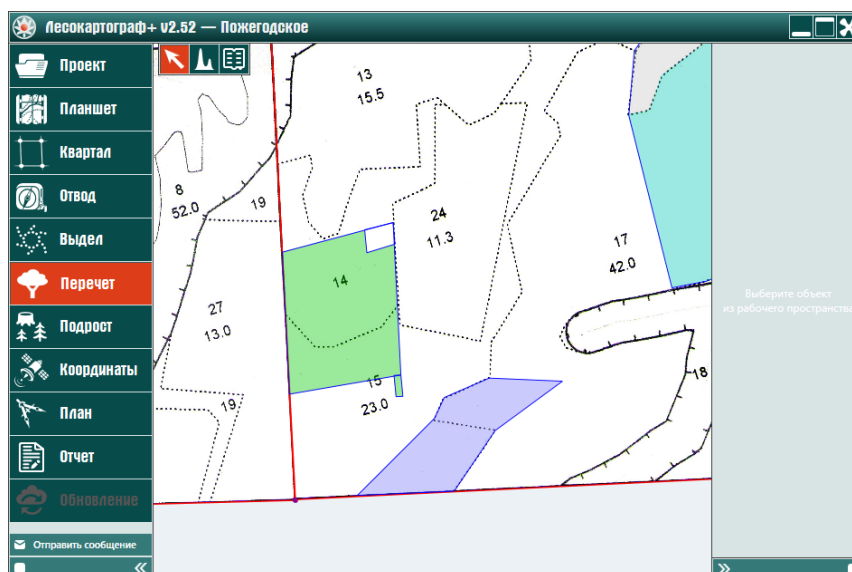 Лесокартограф+ v2.52 — Пожегодское
Проект
Планшет
Квартал
Отвод
Выдел
Перечет
Подрост
Координаты
План
Отчет
Обновление
Отправить сообщение
13
15.5
8
52.0
19
24
11.3
17
42.0
14
27
13.0
15
23.0
18
19
Выберите объект
из рабочего пространства